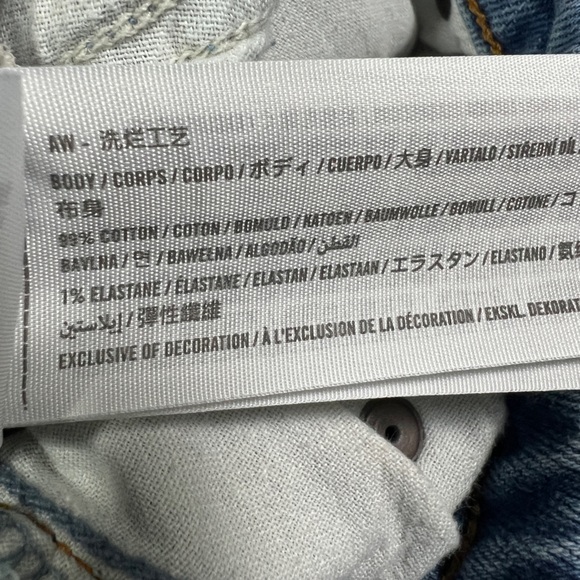 AW - 洗烂工艺
BODY / CORPS / CORPO / ボディ / CUERPO / 大身 / VARTALO / STŘEDNÍ DÍL
布身
99% COTTON / COTON / BOMULD / KATOEN / BAUMWOLLE / BOMULL / COTONE / コ
BAVLNA / 면 / BAWEŁNA / ALGODÃO / القطن
1% ELASTANE / ÉLASTANE / ELASTAN / ELASTAAN / エラスタン / ELASTANO / 氨
إيلاستين / 彈性纖維
EXCLUSIVE OF DECORATION / À L'EXCLUSION DE LA DÉCORATION / EKSKL. DEKORAT